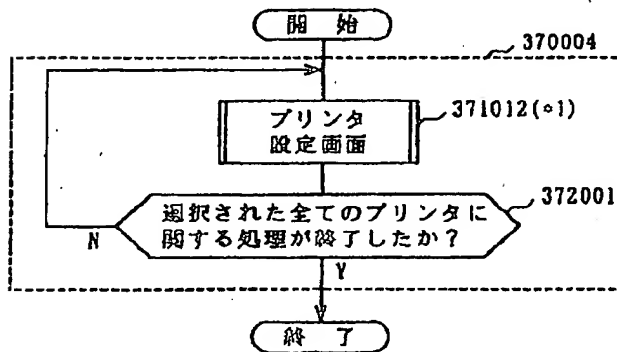 開 始
370004
プリンタ
設定画面
371012(*1)
選択された全てのプリンタに
関する処理が終了したか?
372001
N
Y
終 了